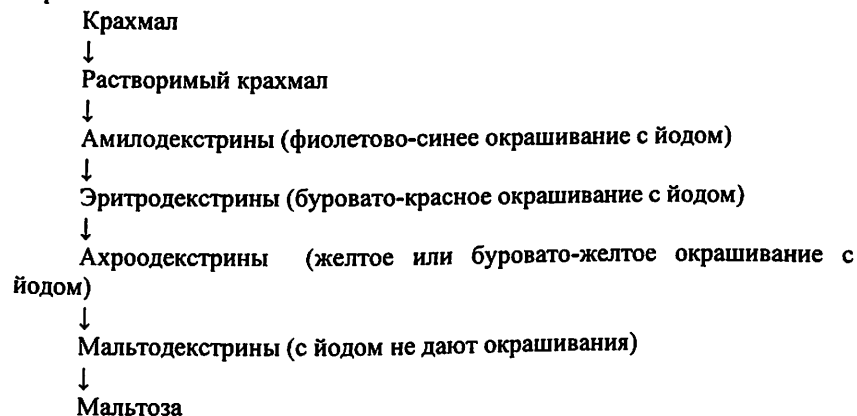 Крахмал
↓
Растворимый крахмал
↓
Амилодекстрины (фиолетово-синее окрашивание с йодом)
↓
Эритродекстрины (буровато-красное окрашивание с йодом)
↓
Ахроодекстрины (желтое или буровато-желтое окрашивание с
йодом)
↓
Мальтодекстрины (с йодом не дают окрашивания)
↓
Мальтоза